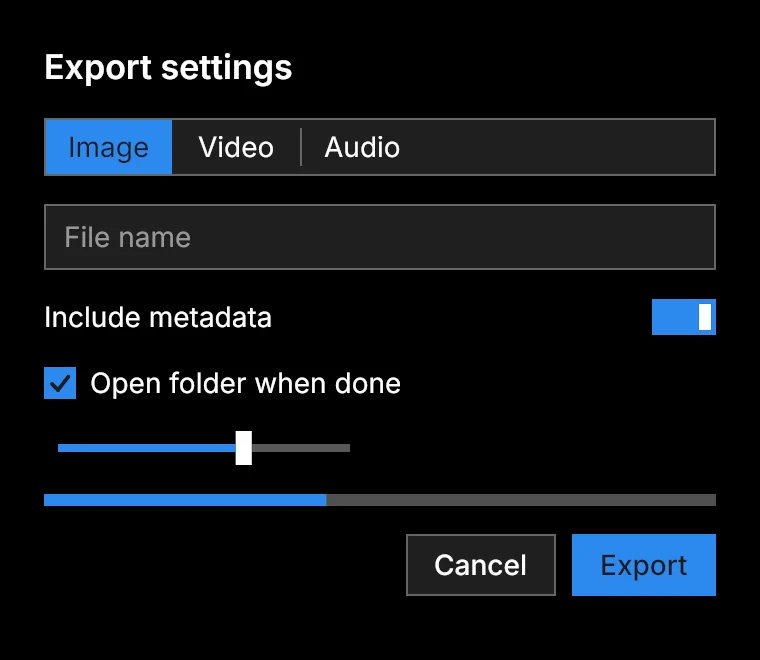 Export settings
Image Video Audio
File name
Include metadata
Open folder when done
Cancel Export